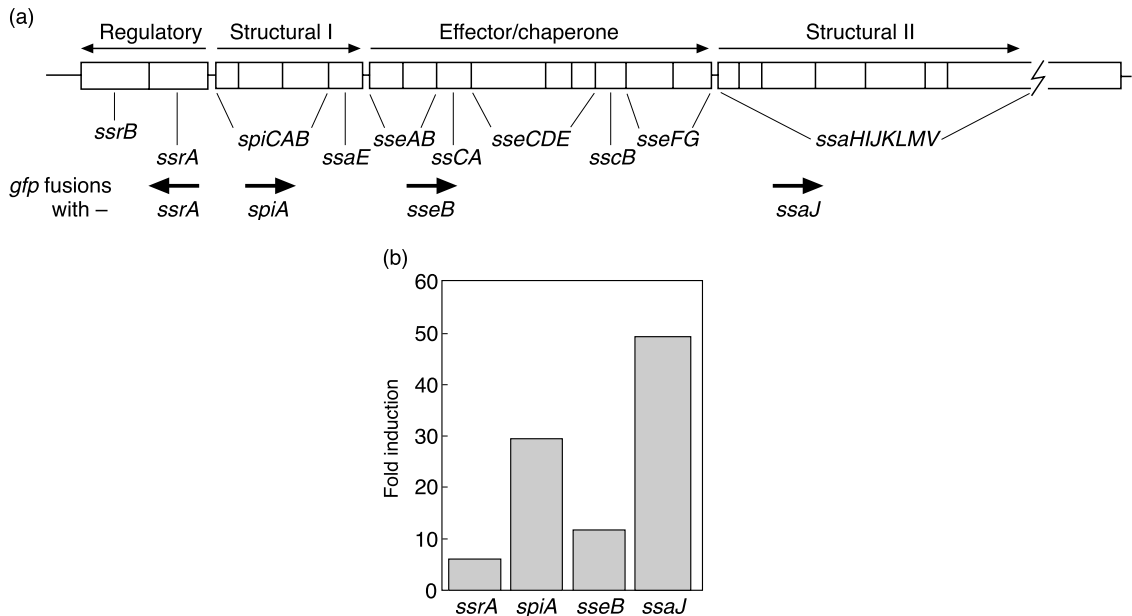 (a)
Regulatory Structural I Effector/chaperone Structural II
ssrB
ssrA
spiCAB
ssaE
sseAB
ssCA
sseCDE
sscB
sseFG
ssaHIJKLMV
gfp fusions
with –
ssrA spiA sseB ssaJ
(b)
Fold induction
60
50
40
30
20
10
0
ssrA spiA sseB ssaJ